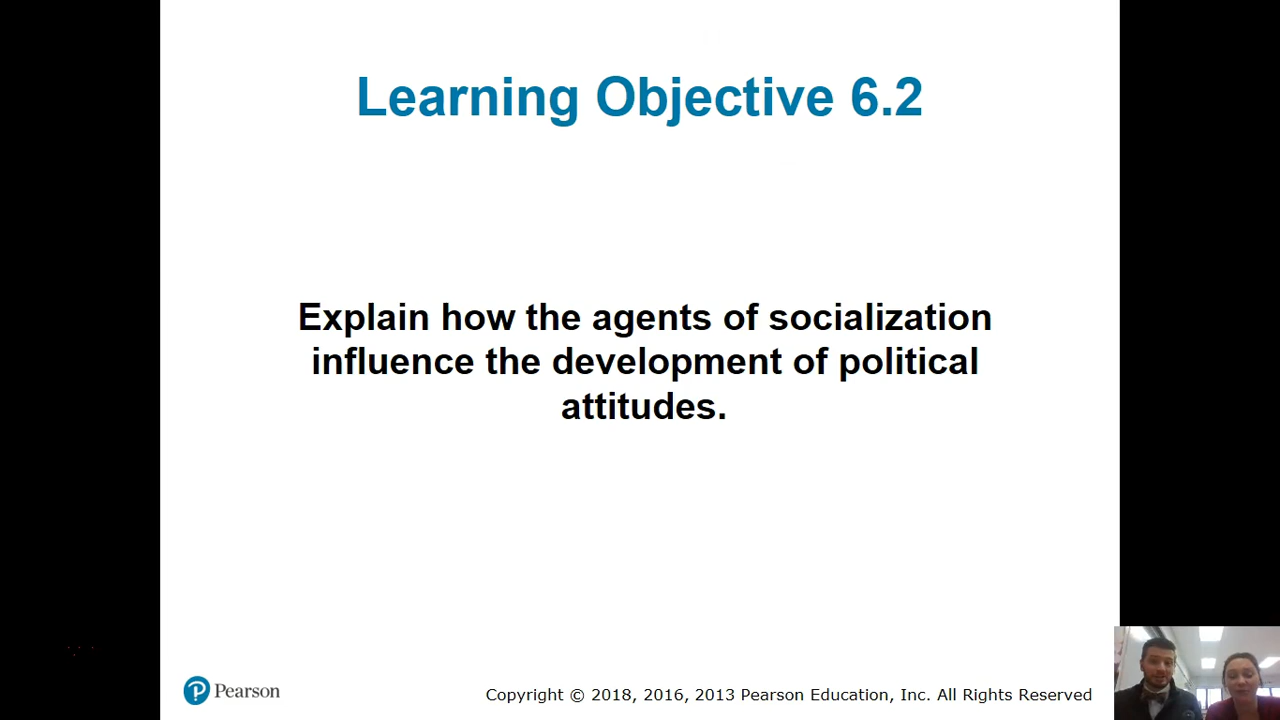 Learning Objective 6.2
Explain how the agents of socialization
influence the development of political
attitudes.
Pearson
Copyright © 2018, 2016, 2013 Pearson Education, Inc. All Rights Reserved